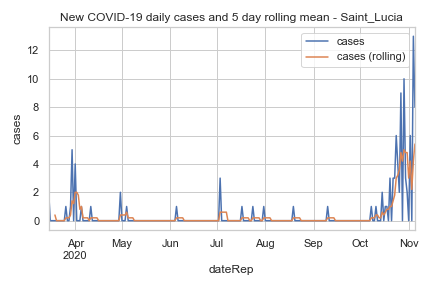 New COVID-19 daily cases and 5 day rolling mean - Saint_Lucia
cases
cases (rolling)
12
10
8
6
4
2
0
cases
Apr May Jun Jul Aug Sep Oct Nov
2020
dateRep